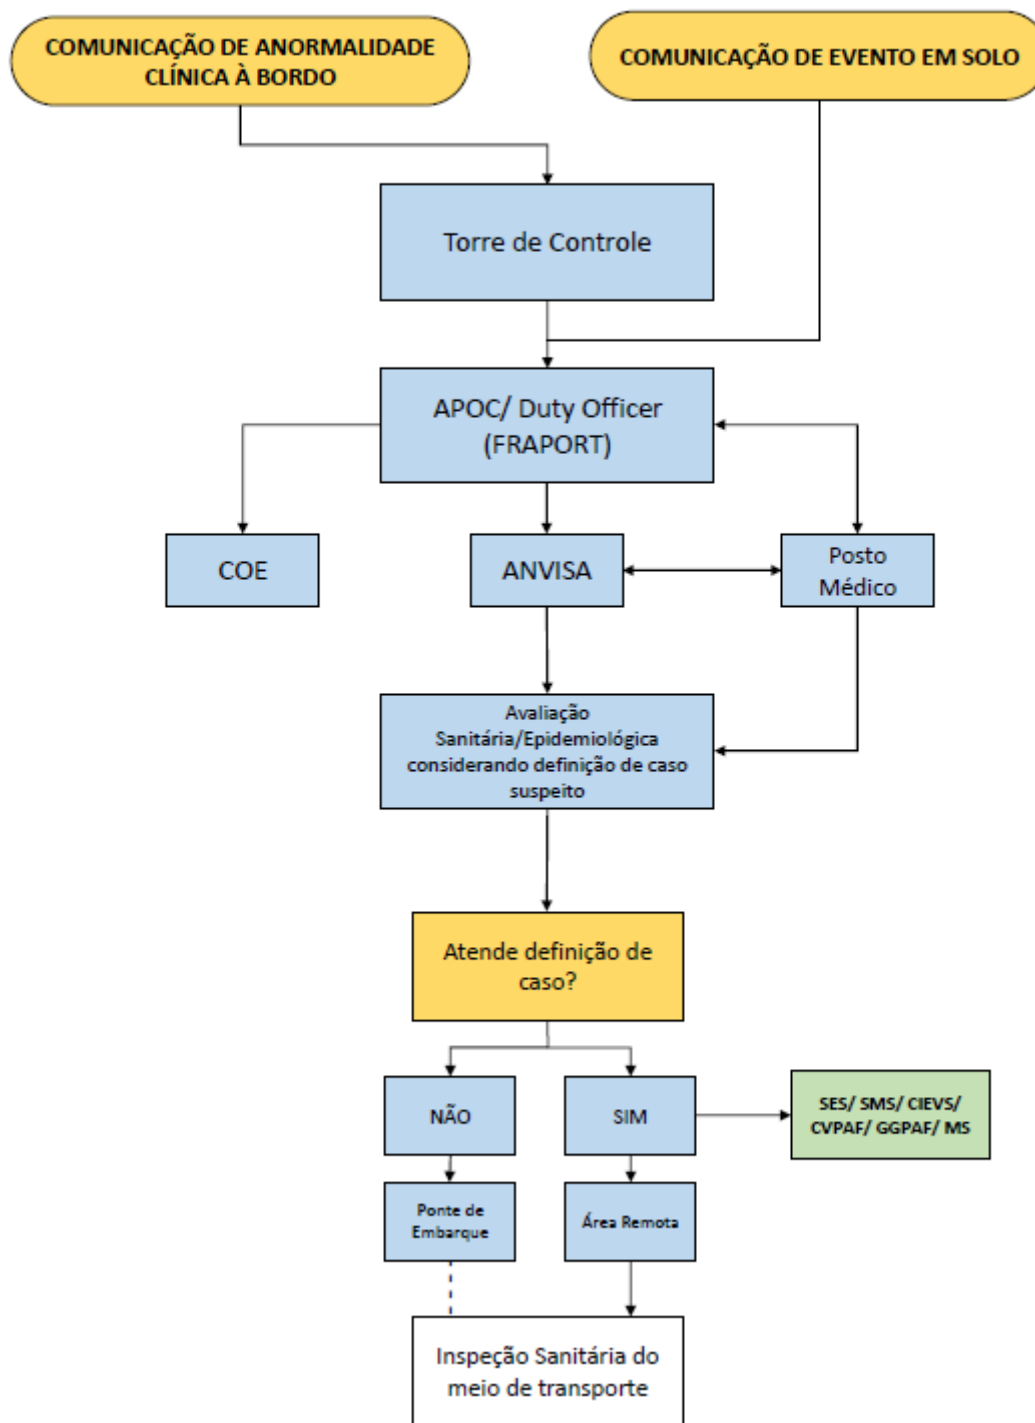 COMUNICAÇÃO DE ANORMALIDADE
CLÍNICA À BORDO
COMUNICAÇÃO DE EVENTO EM SOLO
Torre de Controle
APOC/ Duty Officer
(FRAPORT)
COE
ANVISA
Posto
Médico
Avaliação
Sanitária/Epidemiológica
considerando definição de caso
suspeito
Atende definição de
caso?
NÃO
SIM
SES/ SMS/ CIEVS/
CVPAF/ GGPAF/ MS
Ponte de
Embarque
Área Remota
Inspeção Sanitária do
meio de transporte